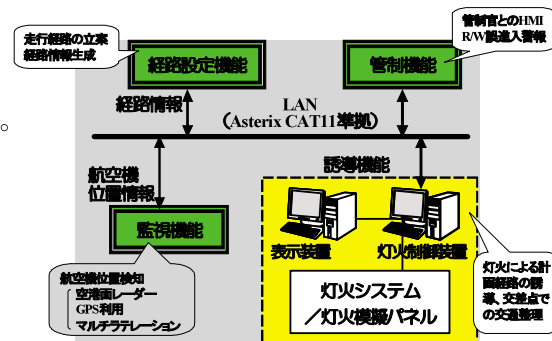 走行経路の立案
経路情報生成
管制官とのHMI
R/W誤進入警報
経路設定機能
管制機能
経路情報
LAN
（Asterix CAT11準拠）
。
誘導機能
航空機
位置情報
監視機能
表示装置
灯火制御装置
航空機位置検知
空港面レーダー
GPS利用
マルチラテレーション
灯火システム
／灯火模擬パネル
灯火による計
画経路の誘
導、交差点で
の交通整理